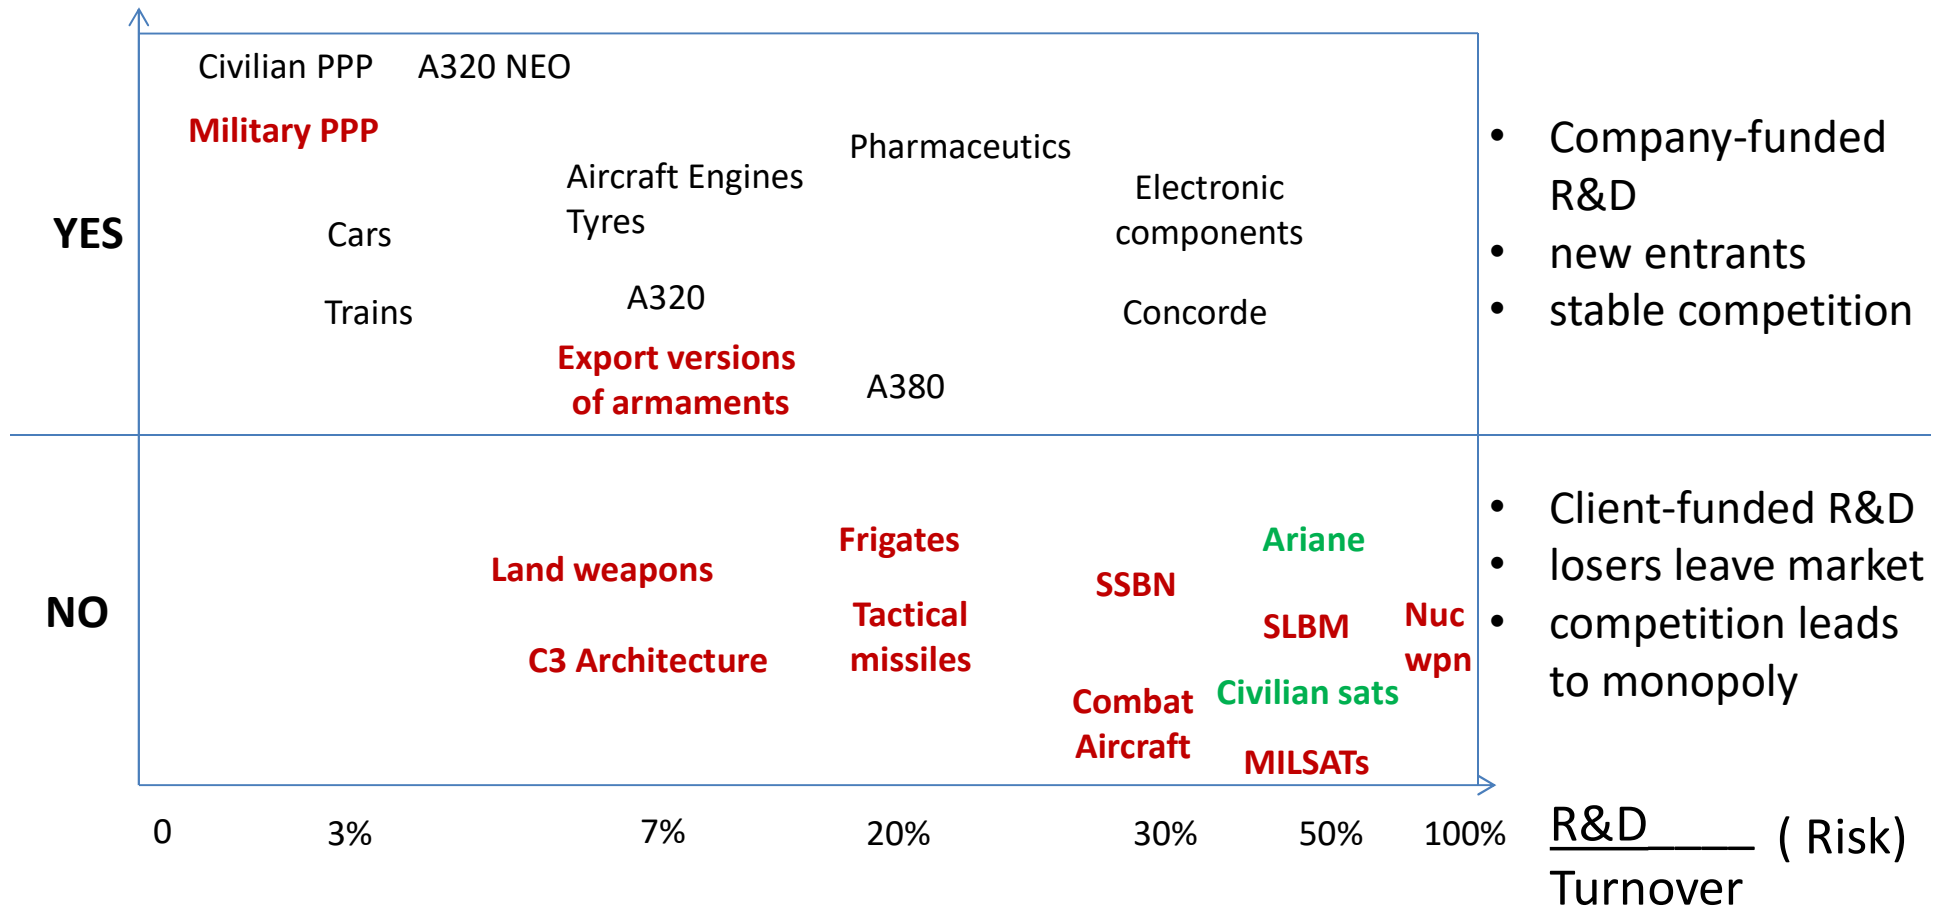 Civilian PPP
A320 NEO
Military PPP
Pharmaceutics
Aircraft Engines
Tyres
Electronic
components
YES
Cars
Trains
A320
Concorde
Export versions
of armaments
A380
• Company-funded
R&D
• new entrants
• stable competition
NO
Land weapons
Frigates
Ariane
SSBN
C3 Architecture
Tactical
missiles
SLBM
Nuc
wpn
Civilian sats
Combat
Aircraft
MILSATs
• Client-funded R&D
• losers leave market
• competition leads
to monopoly
0 3% 7% 20% 30% 50% 100%
R&D____ ( Risk)
Turnover